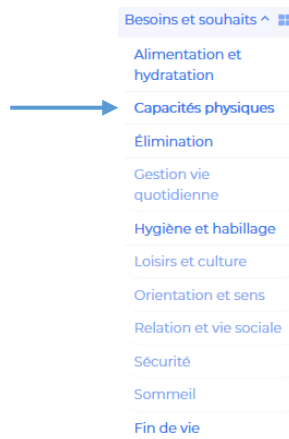 Besoins et souhaits ^
Alimentation et
hydratation
Capacités physiques
Élimination
Gestion vie
quotidienne
Hygiène et habillage
Loisirs et culture
Orientation et sens
Relation et vie sociale
Sécurité
Sommeil
Fin de vie